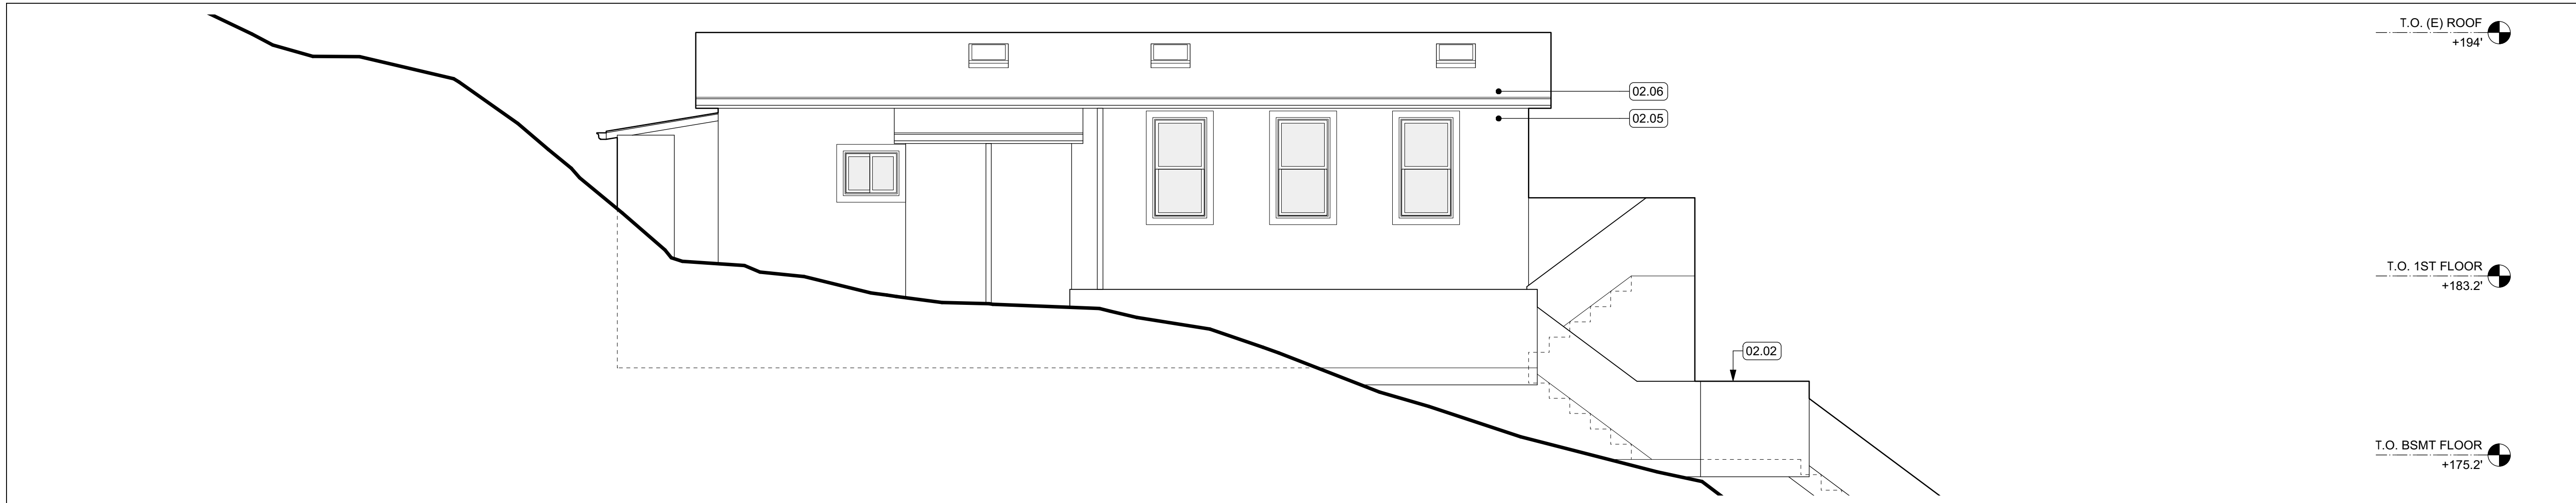 T.O. (E) ROOF
+194'
02.06
02.05
T.O. 1ST FLOOR
+183.2'
02.02
T.O. BSMT FLOOR
+175.2'